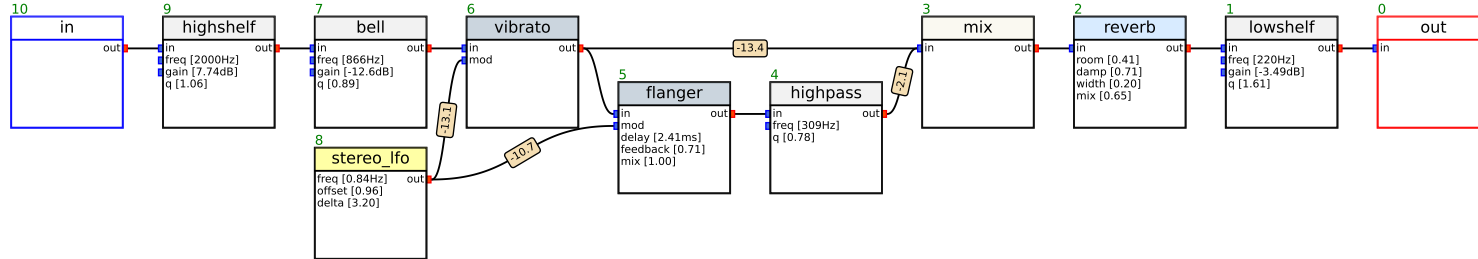 10
in
out
9
highshelf
in out
freq [2000Hz]
gain [7.74dB]
q [1.06]
7
bell
in out
freq [866Hz]
gain [-12.6dB]
q [0.89]
6
vibrato
in out
mod
-13.4
3
mix
in out
2
reverb
in out
room [0.41]
damp [0.71]
width [0.20]
mix [0.65]
1
lowshelf
in out
freq [220Hz]
gain [-3.49dB]
q [1.61]
0
out
in
5
flanger
in out
mod
delay [2.41ms]
feedback [0.71]
mix [1.00]
4
highpass
in out
freq [309Hz]
q [0.78]
-2.1
-13.1
-10.7
8
stereo_lfo
freq [0.84Hz] out
offset [0.96]
delta [3.20]